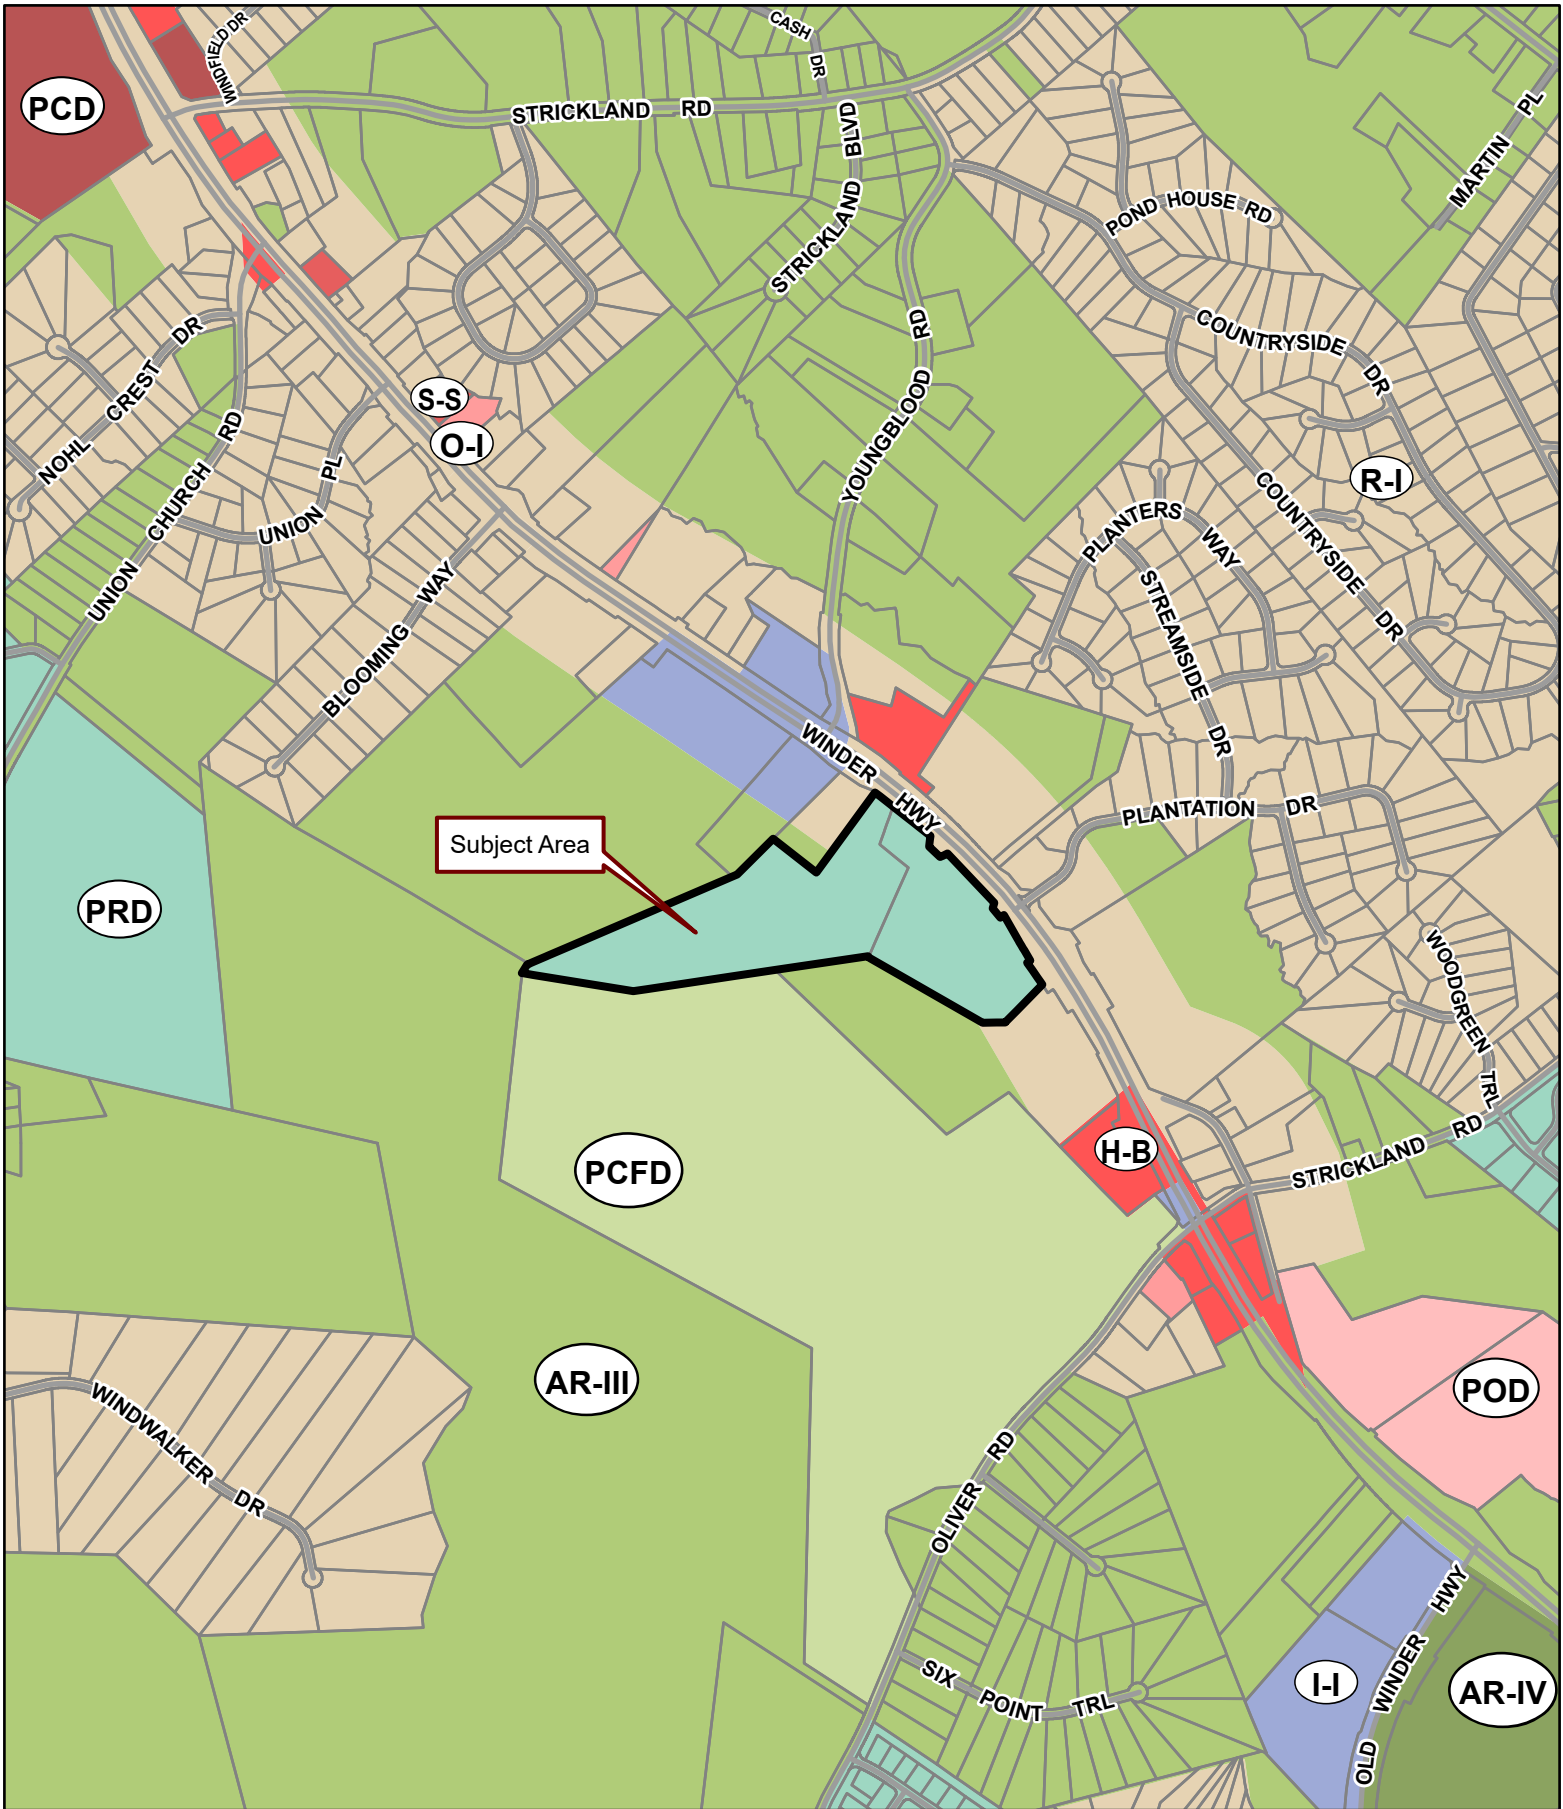 CASH DR
WINDFIELD DR
PCD
STRICKLAND RD
MARTIN PL
STRICKLAND BLVD
POND HOUSE RD
COUNTRYSIDE DR
NOHL CREST DR
YOUNGBLOOD RD
S-S
O-I
R-I
UNION CHURCH RD
UNION PL
COUNTRYSIDE DR
PLANTERS WAY
STREAMSIDE DR
BLOOMING WAY
WINDER HWY
PLANTATION DR
Subject Area
PRD
WOODGREEN TRL
H-B
PCFD
STRICKLAND RD
AR-III
POD
WINDWALKER DR
OLIVER RD
SIX POINT TRL
I-I
AR-IV
OLD WINDER HWY